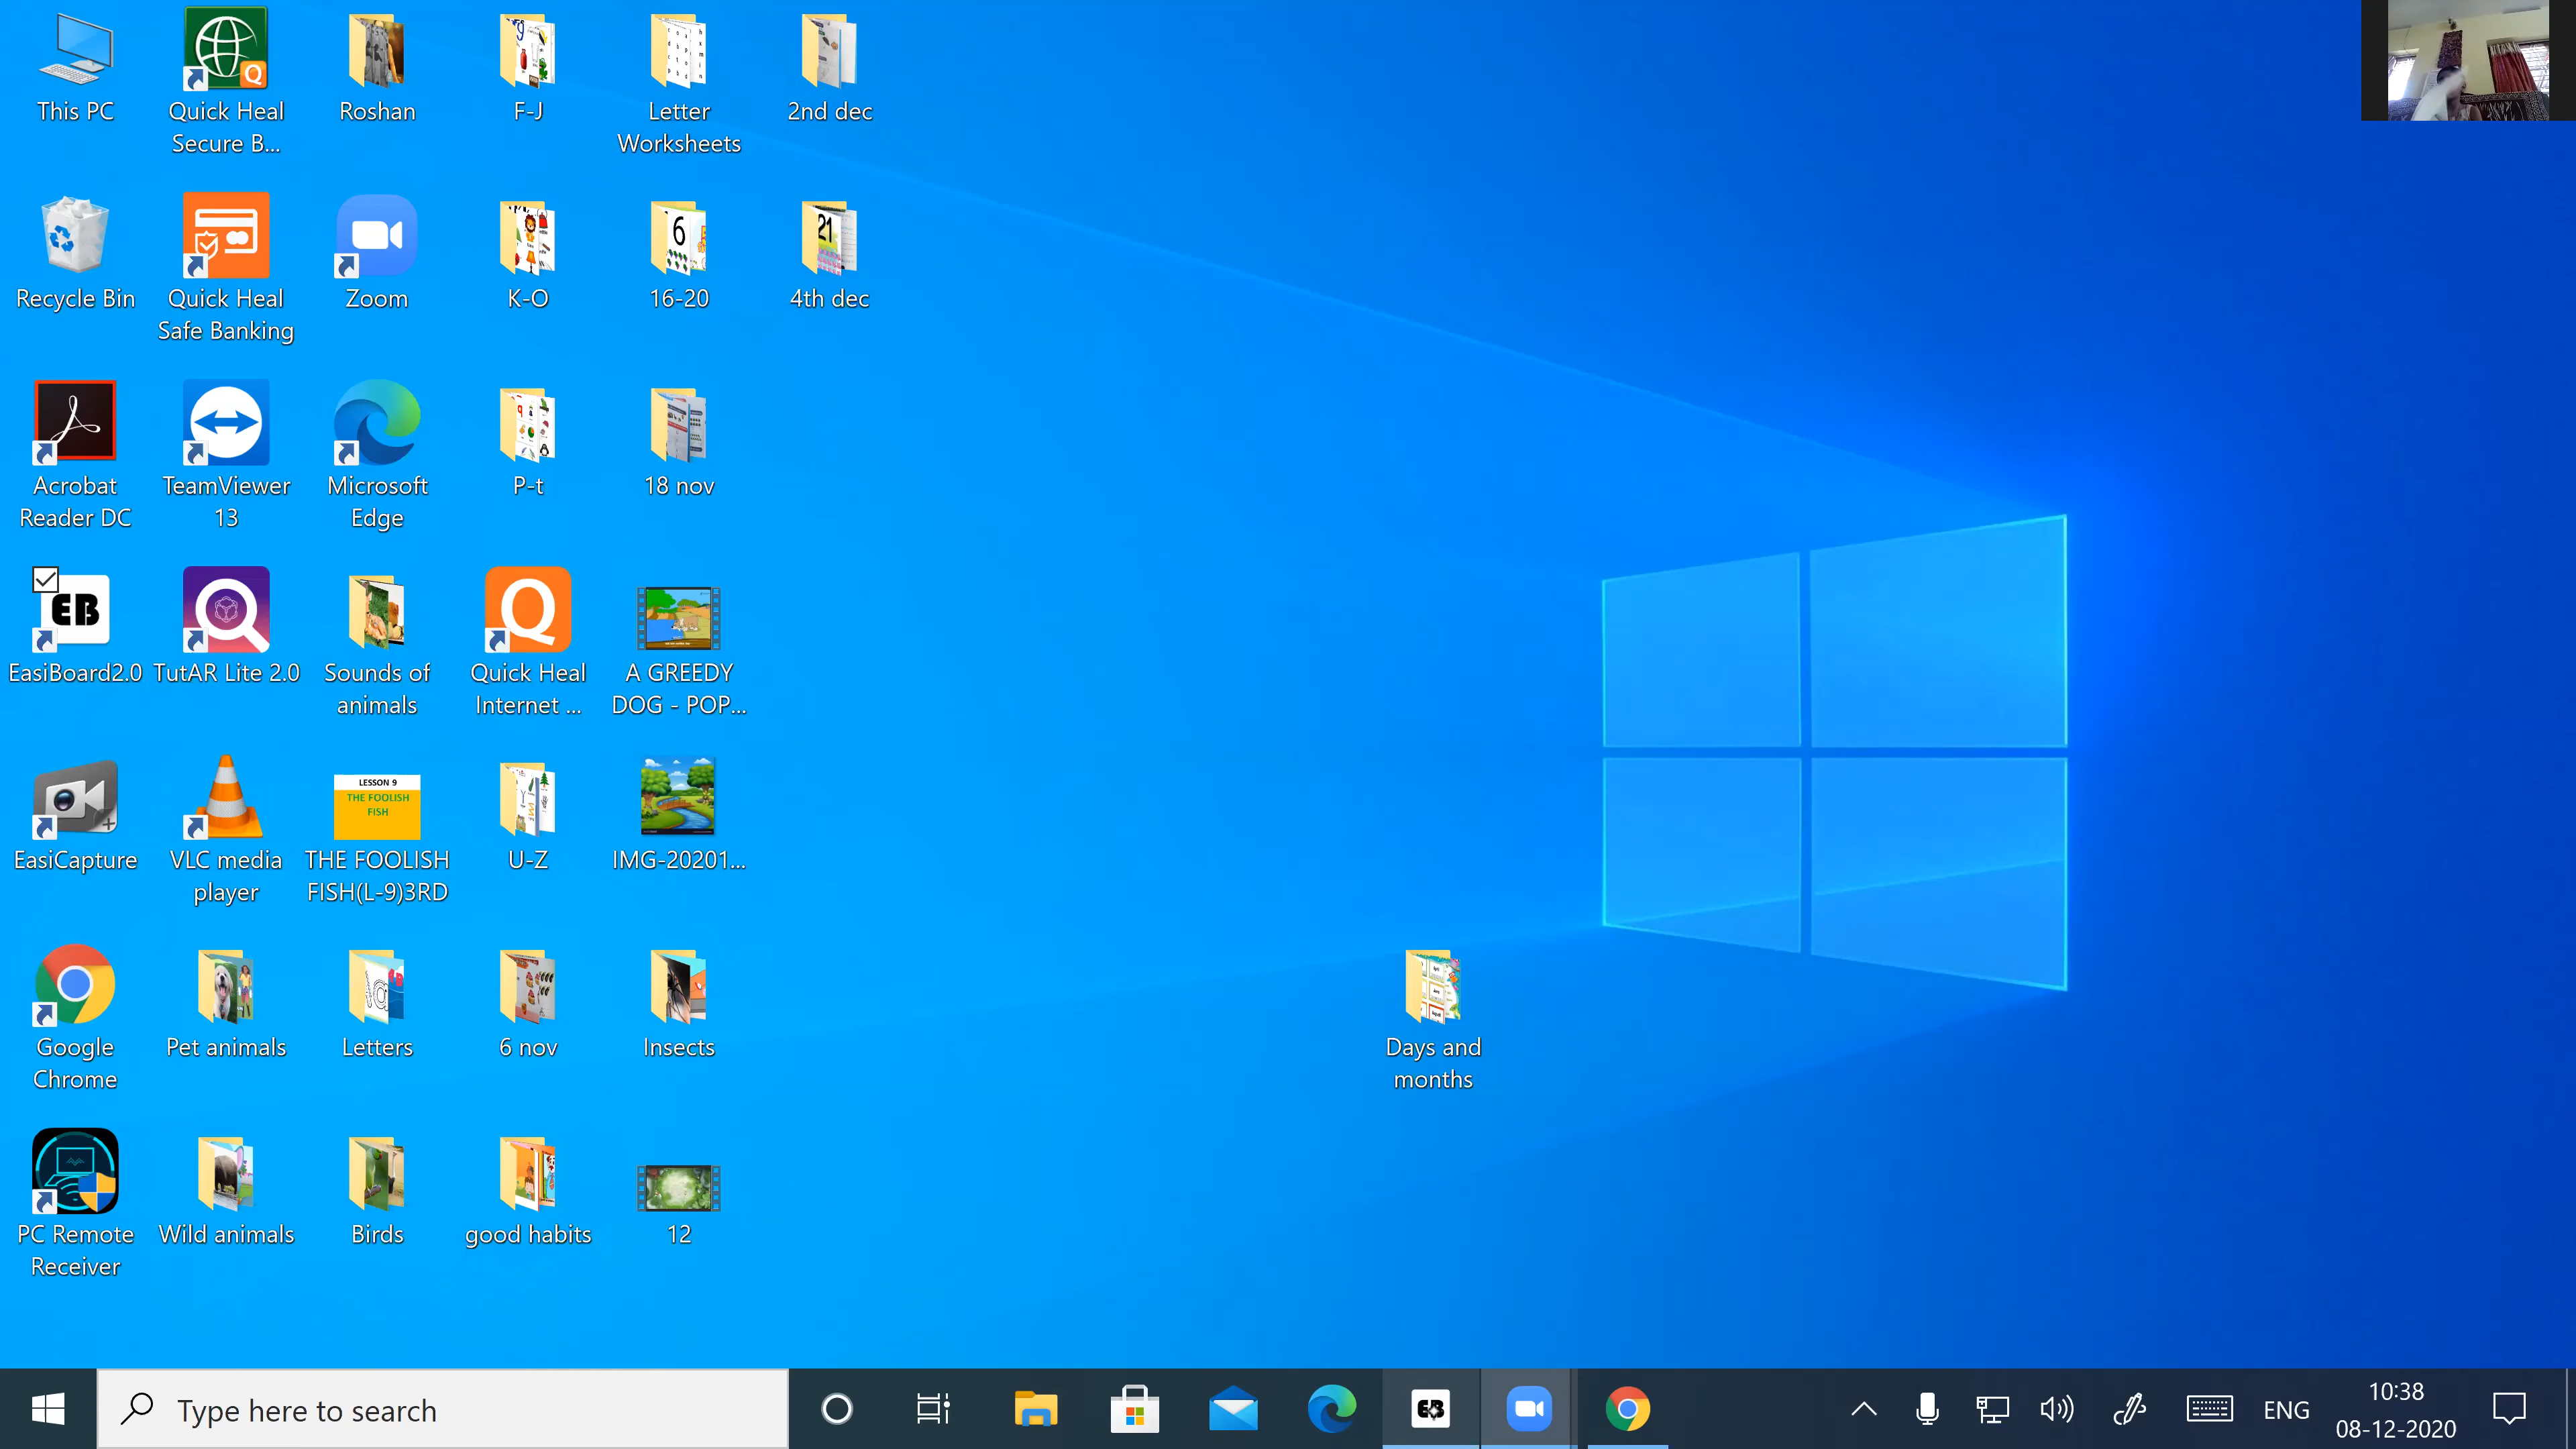 This PC
Quick Heal
Secure B...
Roshan
F-J
Letter
Worksheets
2nd dec
Recycle Bin
Quick Heal
Safe Banking
Zoom
K-O
16-20
4th dec
Acrobat
Reader DC
TeamViewer
13
Microsoft
Edge
P-t
18 nov
EB
EasiBoard2.0
TutAR Lite 2.0
Sounds of
animals
Quick Heal
Internet ...
A GREEDY
DOG - POP...
EasiCapture
VLC media
player
LESSON 9
THE FOOLISH
FISH
THE FOOLISH
FISH(L-9)3RD
U-Z
IMG-20201...
Google
Chrome
Pet animals
Letters
6 nov
Insects
Days and
months
PC Remote
Receiver
Wild animals
Birds
good habits
12
Type here to search
EB
ENG
10:38
08-12-2020